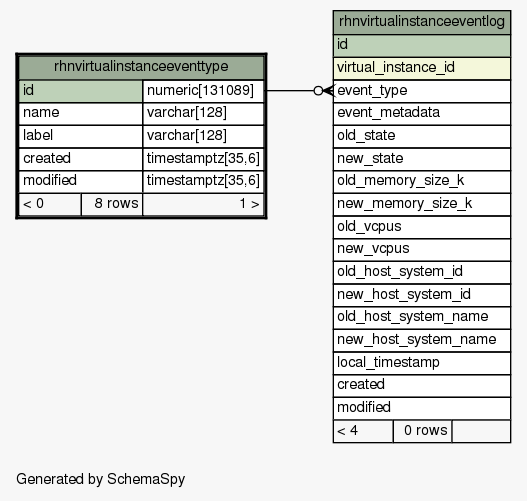 rhnvirtualinstanceeventtype
id numeric[131089]
name varchar[128]
label varchar[128]
created timestamptz[35,6]
modified timestamptz[35,6]
< 0 8 rows 1 >
rhnvirtualinstanceeventlog
id
virtual_instance_id
event_type
event_metadata
old_state
new_state
old_memory_size_k
new_memory_size_k
old_vcpus
new_vcpus
old_host_system_id
new_host_system_id
old_host_system_name
new_host_system_name
local_timestamp
created
modified
< 4 0 rows
Generated by SchemaSpy